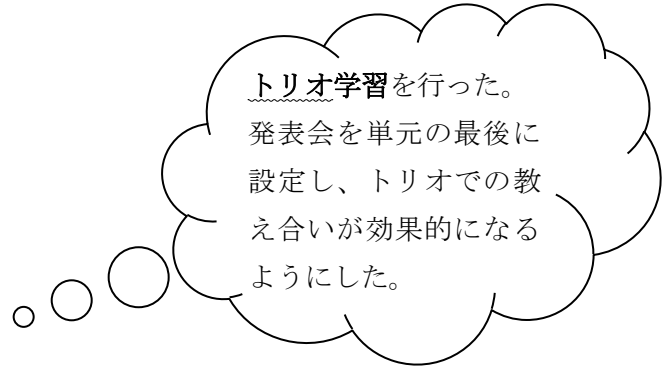 トリオ学習を行った。
発表会を単元の最後に
設定し、トリオでの教
え合いが効果的になる
ようにした。